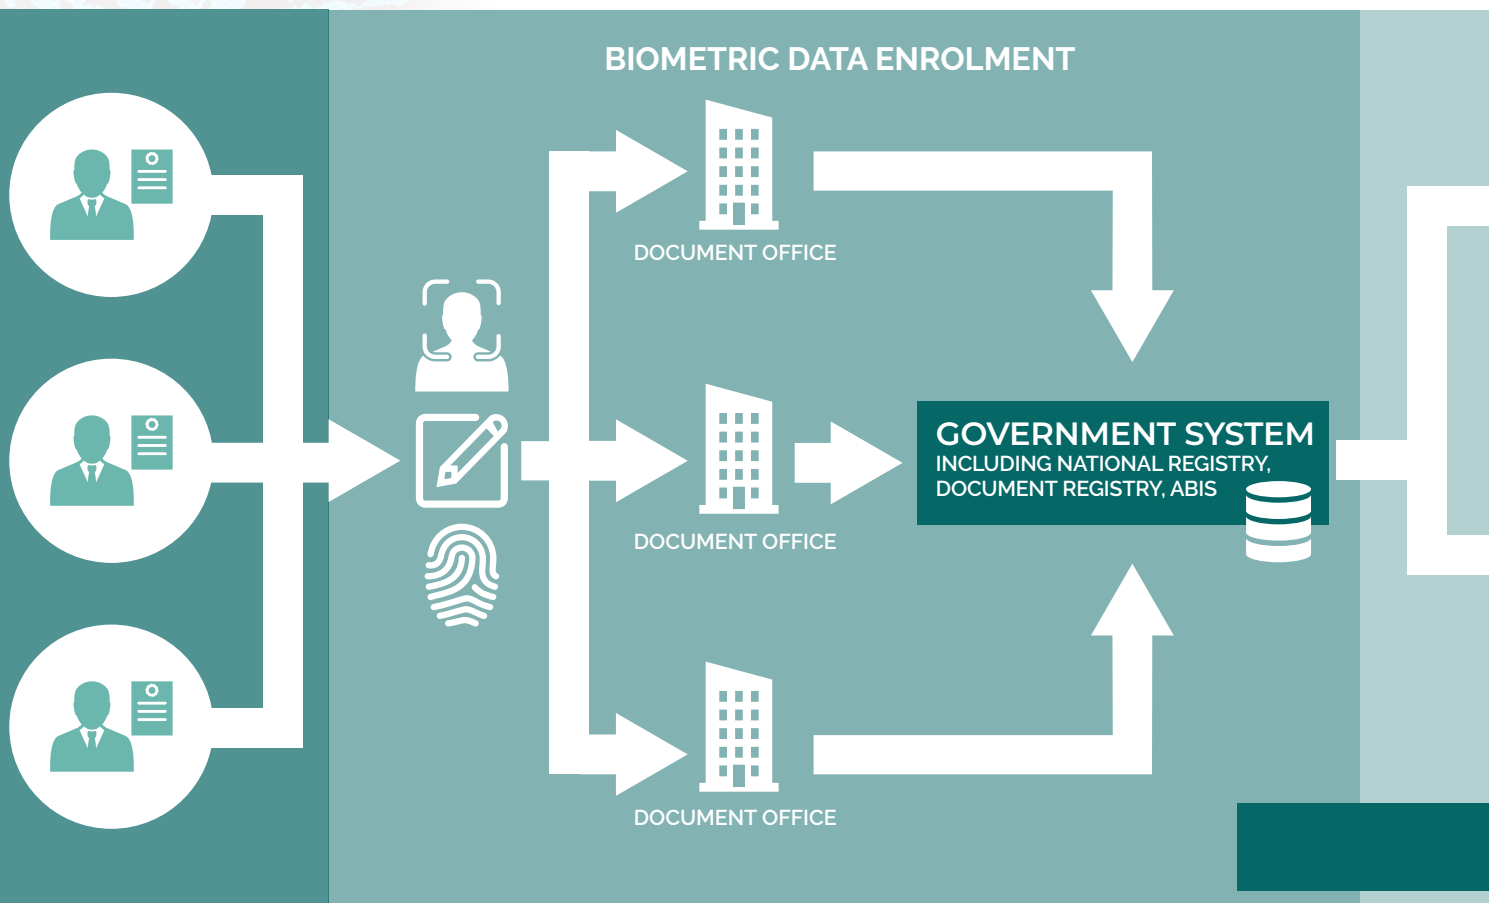 BIOMETRIC DATA ENROLMENT
DOCUMENT OFFICE
DOCUMENT OFFICE
GOVERNMENT SYSTEM
INCLUDING NATIONAL REGISTRY,
DOCUMENT REGISTRY, ABIS
DOCUMENT OFFICE